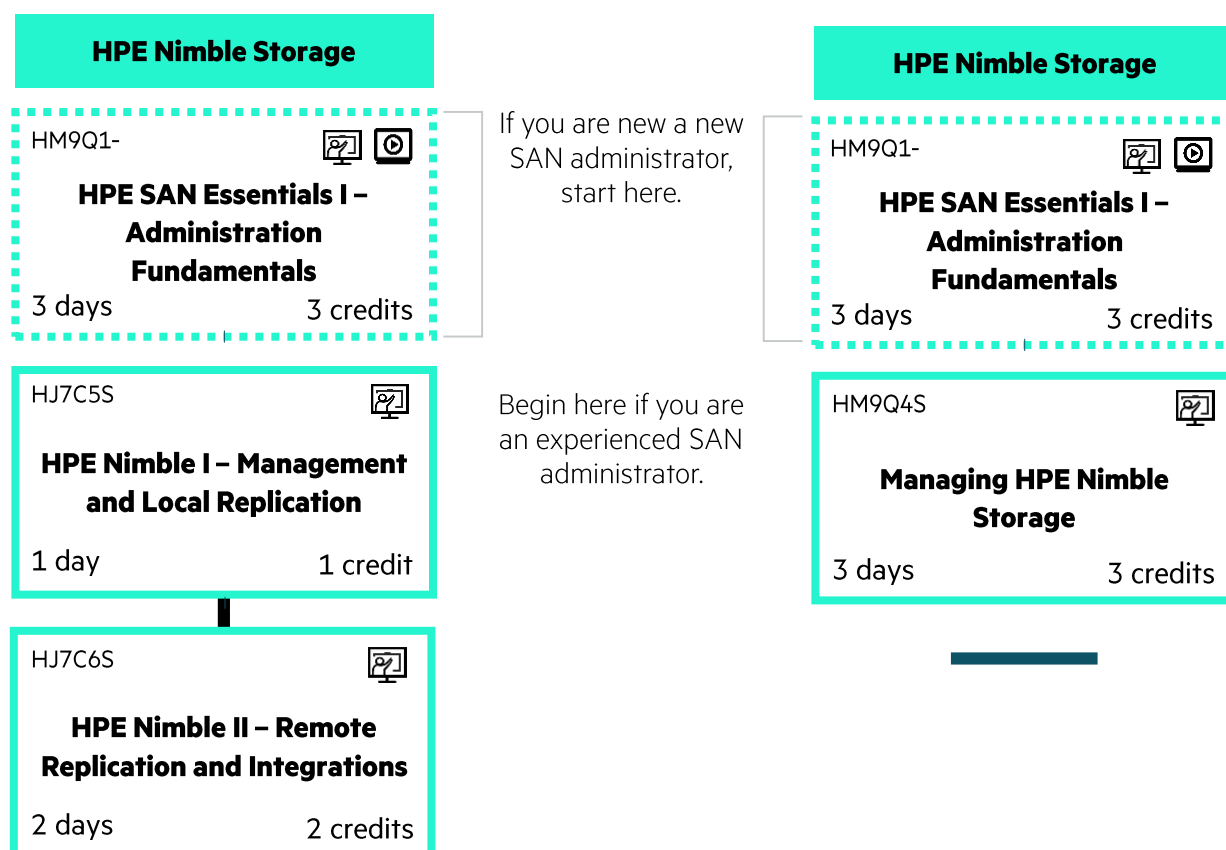 HPE Nimble Storage
HM9Q1-
HPE SAN Essentials I –
Administration
Fundamentals
3 days
3 credits
HJ7C5S
HPE Nimble I – Management
and Local Replication
1 day
1 credit
HJ7C6S
HPE Nimble II – Remote
Replication and Integrations
2 days
2 credits
If you are new a new
SAN administrator,
start here.
Begin here if you are
an experienced SAN
administrator.
HPE Nimble Storage
HM9Q1-
HPE SAN Essentials I –
Administration
Fundamentals
3 days
3 credits
HM9Q4S
Managing HPE Nimble
Storage
3 days
3 credits